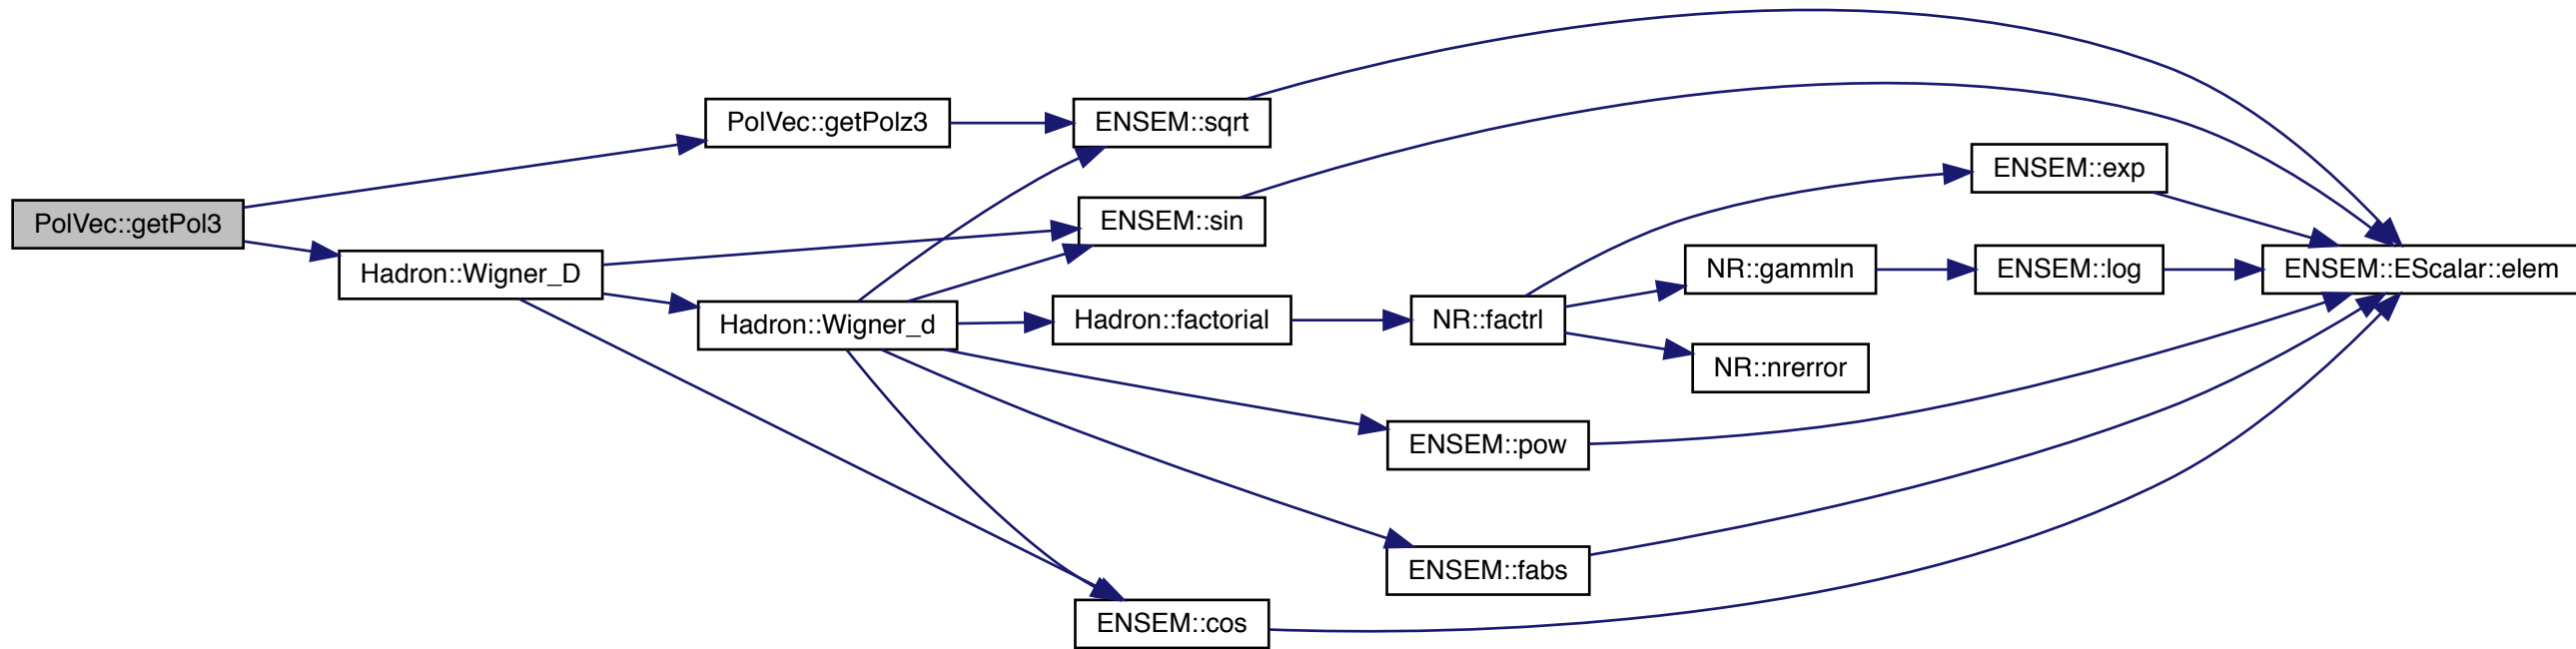 PolVec::getPol3
PolVec::getPolz3
Hadron::Wigner_D
Hadron::Wigner_d
ENSEM::sqrt
ENSEM::sin
Hadron::factorial
ENSEM::cos
NR::factrl
ENSEM::pow
ENSEM::fabs
NR::gammln
NR::nrerror
ENSEM::exp
ENSEM::log
ENSEM::EScalar::elem